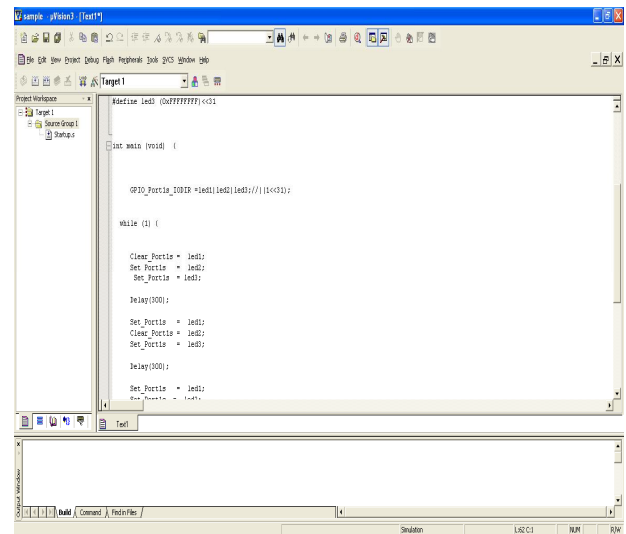 sample - µVision3 - [Text1*]
File Edit View Project Debug Flash Peripherals Tools SVCS Window Help
Target 1
Project Workspace
Target 1
Source Group 1
Startup.s
#define led3 (0xFFFFFFFF)<<31
int main (void) {
GPIO_Port1s_IODIR =led1|led2|led3;//||1<<31);
while (1) {
Clear_Port1s = led1;
Set_Port1s = led2;
Set_Port1s = led3;
Delay(300);
Set_Port1s = led1;
Clear_Port1s = led2;
Set_Port1s = led3;
Delay(300);
Set_Port1s = led1;
Text1
Output Window
Build Command Find in Files
Simulation L:62 C:1 NUM R/W